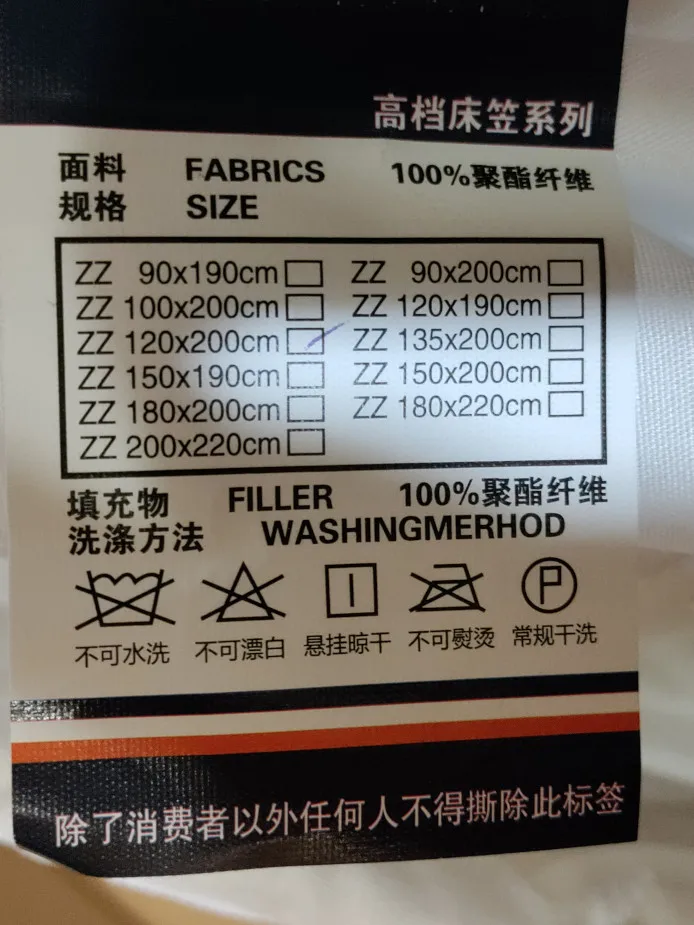 高档床笠系列
面料 FABRICS 100%聚酯纤维
规格 SIZE
ZZ 90x190cm ZZ 90x200cm
ZZ 100x200cm ZZ 120x190cm
ZZ 120x200cm ZZ 135x200cm
ZZ 150x190cm ZZ 150x200cm
ZZ 180x200cm ZZ 180x220cm
ZZ 200x220cm
填充物 FILLER 100%聚酯纤维
洗涤方法 WASHINGMERHOD
P
不可水洗 不可漂白 悬挂晾干 不可熨烫 常规干洗
除了消费者以外任何人不得撕除此标签